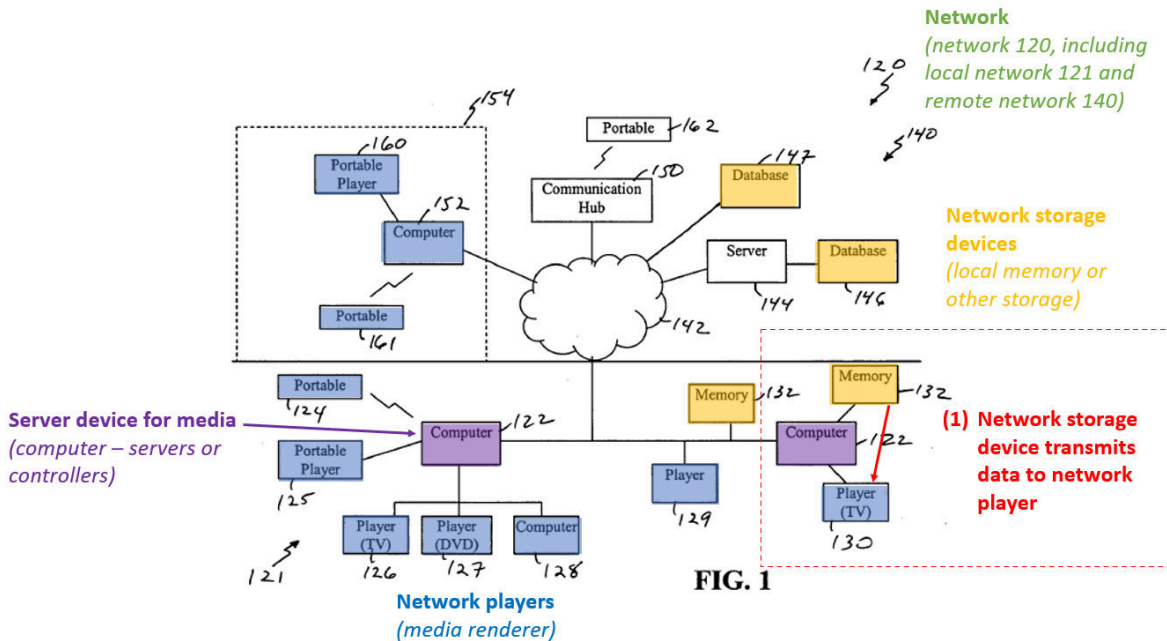 Network
(network 120, including
local network 121 and
remote network 140)
120
140
154
160
Portable
Player
152
Computer
Portable
161
Portable
162
150
Communication
Hub
147
Database
Server
144
Database
146
142
Network storage
devices
(local memory or
other storage)
Server device for media
(computer – servers or
controllers)
Portable
124
Portable
Player
125
Computer
122
Player
(TV)
126
Player
(DVD)
127
Computer
128
121
Memory
132
Player
129
Memory
132
Computer
122
Player
(TV)
130
(1) Network storage
device transmits
data to network
player
FIG. 1
Network players
(media renderer)